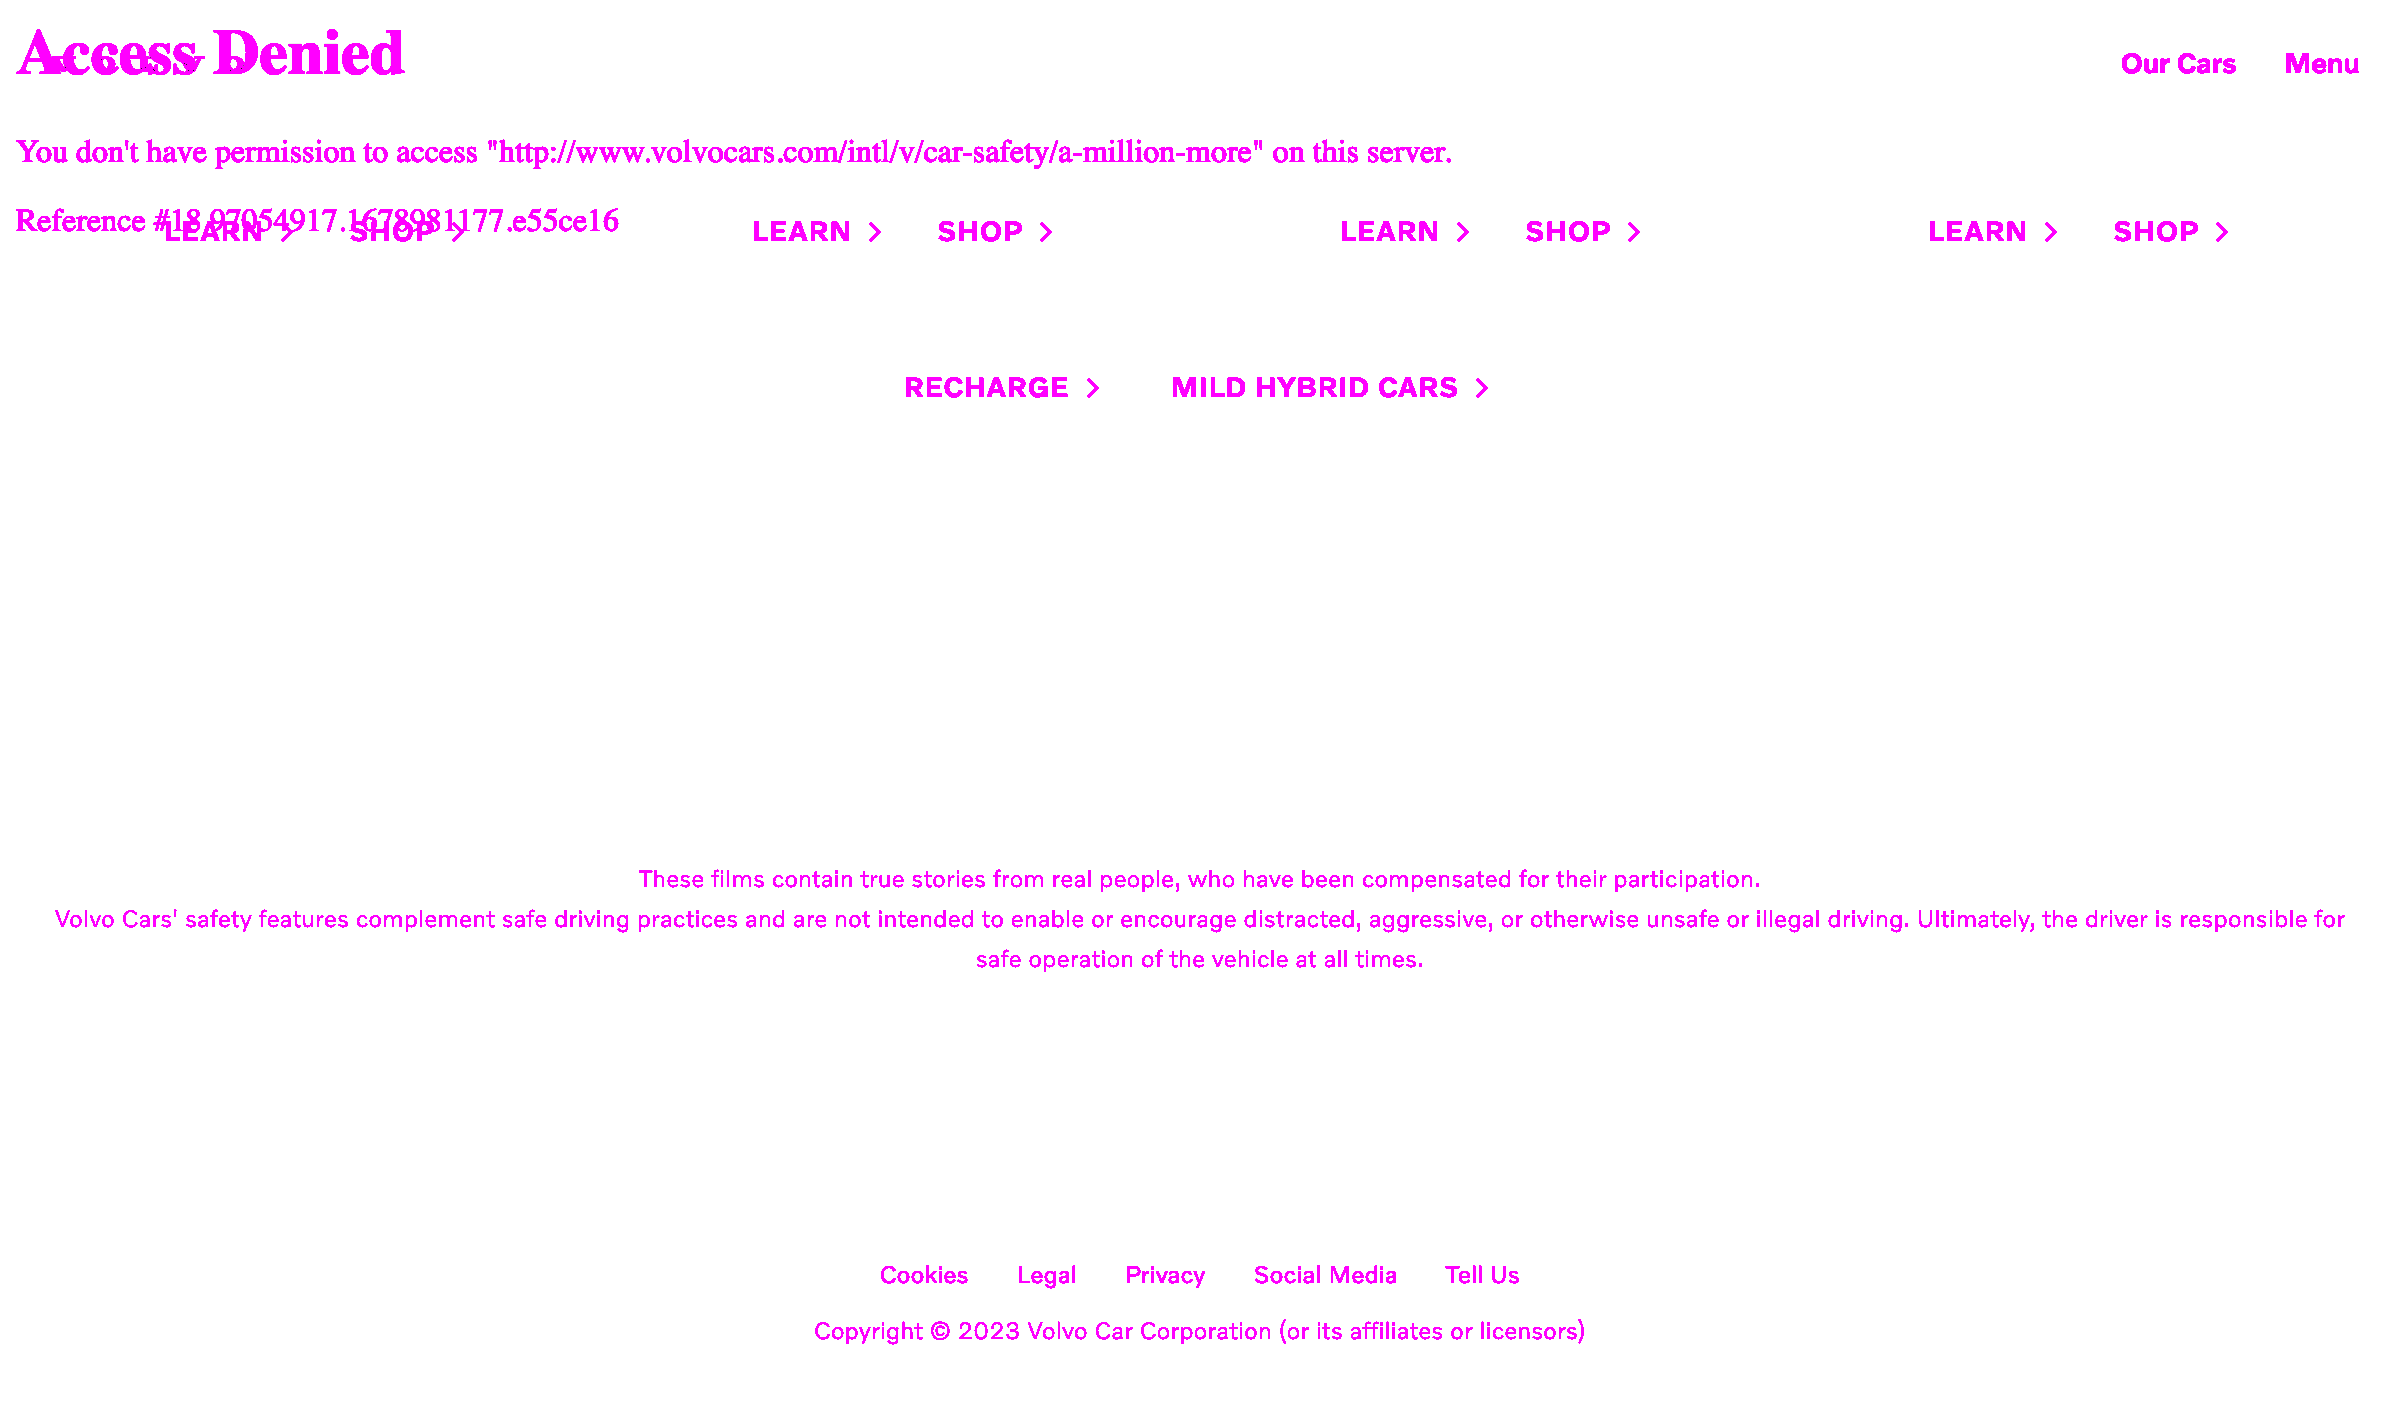 Access Denied
Our Cars Menu
You don't have permission to access "http://www.volvocars.com/intl/v/car-safety/a-million-more" on this server.
Reference #18.97054917.1678981177.e55ce16
LEARN SHOP LEARN SHOP LEARN SHOP LEARN SHOP
RECHARGE MILD HYBRID CARS
These films contain true stories from real people, who have been compensated for their participation.
Volvo Cars' safety features complement safe driving practices and are not intended to enable or encourage distracted, aggressive, or otherwise unsafe or illegal driving. Ultimately, the driver is responsible for
safe operation of the vehicle at all times.
Cookies Legal Privacy Social Media Tell Us
Copyright © 2023 Volvo Car Corporation (or its affiliates or licensors)